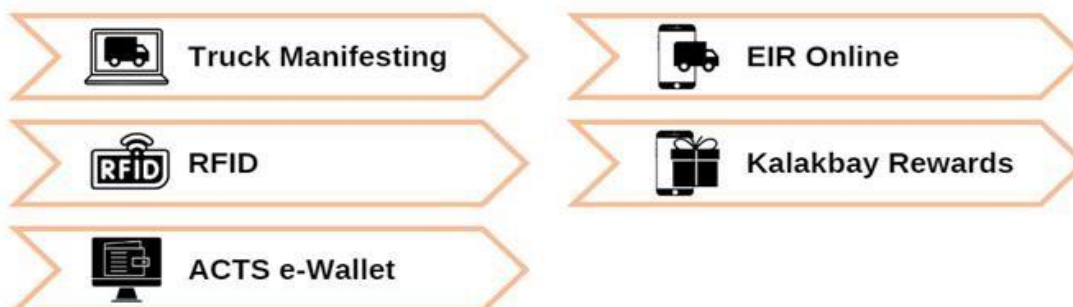 Truck Manifesting
RFID
RFID
ACTS e-Wallet
EIR Online
Kalakbay Rewards